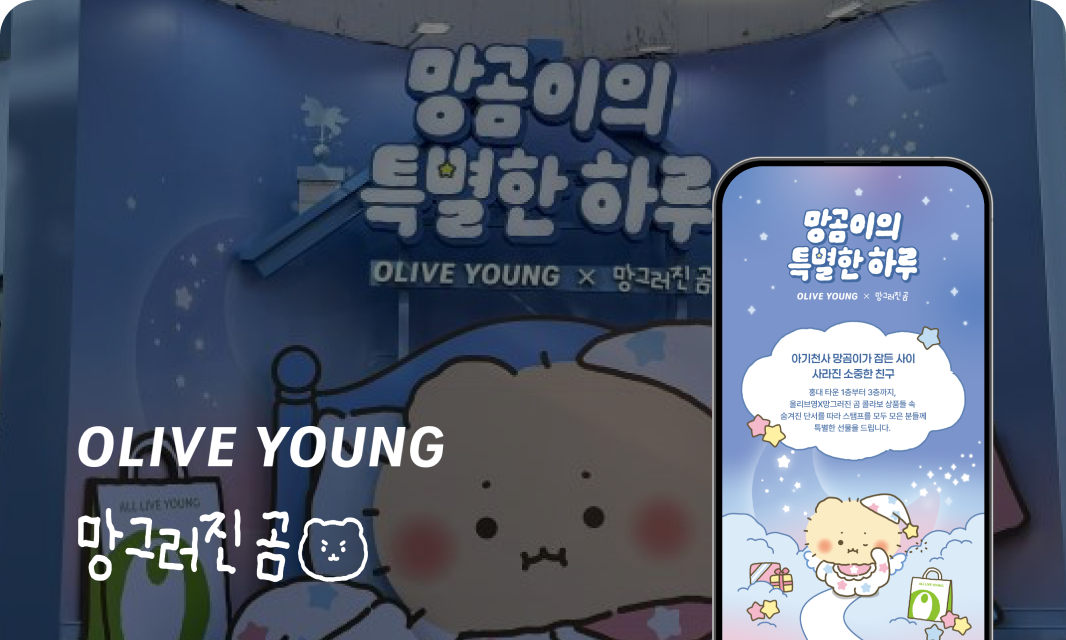 망곰이의
특별한 하루
OLIVE YOUNG × 망그러진 곰
ALL LIVE YOUNG
OLIVE YOUNG
망그러진 곰
망곰이의
특별한 하루
OLIVE YOUNG × 망그러진 곰
아기천사 망곰이가 잠든 사이
사라진 소중한 친구
홍대 타운 1층부터 3층까지,
올리브영X망그러진 곰 콜라보 상품들 속
숨겨진 단서를 따라 스탬프를 모두 모은 분들께
특별한 선물을 드립니다.
ALL LIVE YOUNG